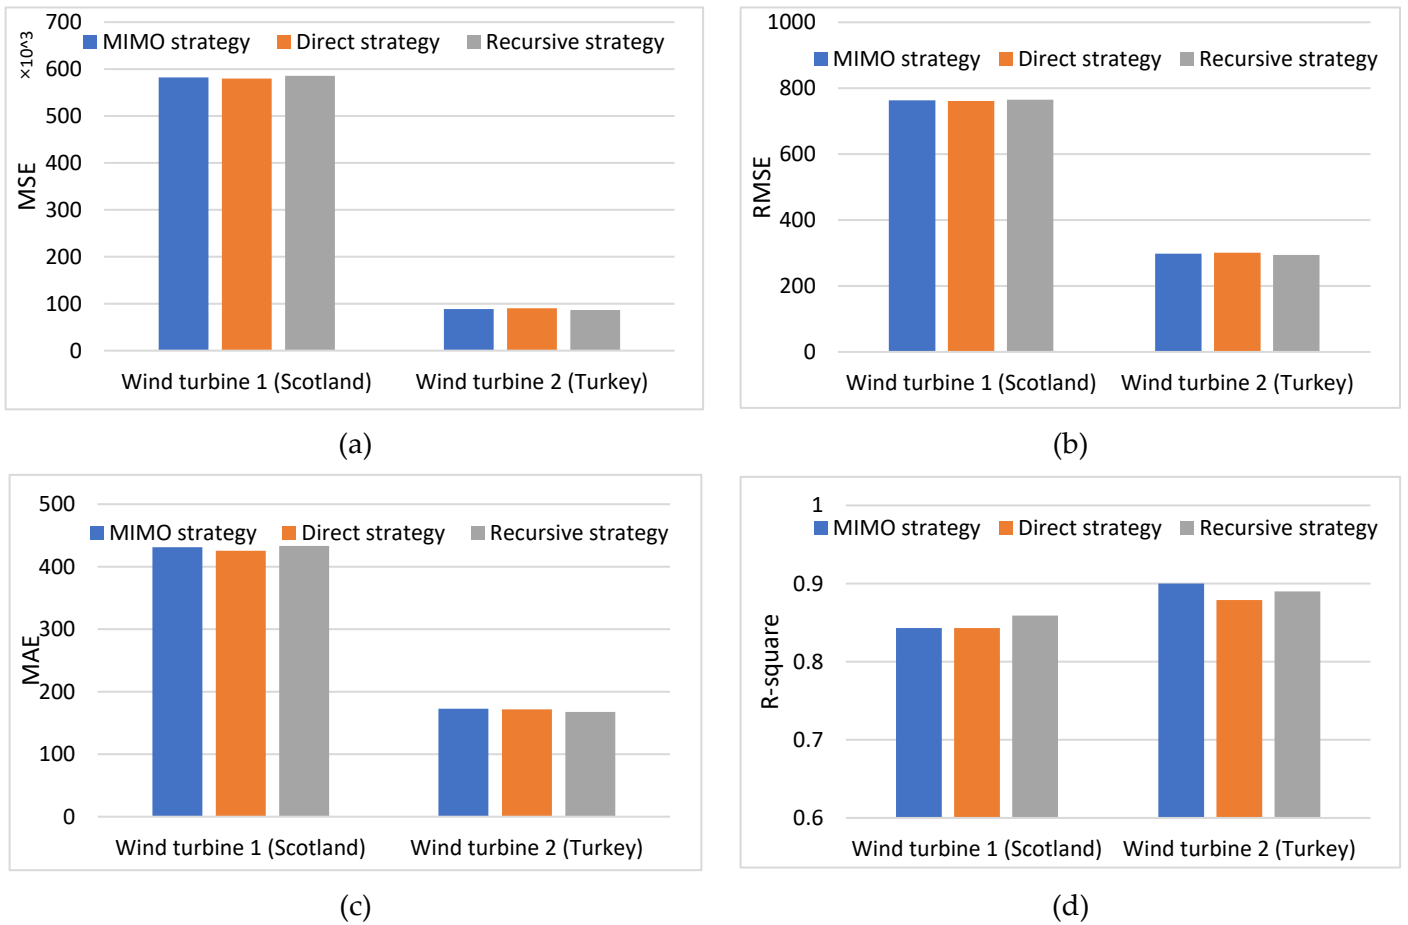 700
×10^3
MIMO strategy Direct strategy Recursive strategy
600
500
400
MSE
300
200
100
0
Wind turbine 1 (Scotland) Wind turbine 2 (Turkey)
(a)
1000
MIMO strategy Direct strategy Recursive strategy
800
600
RMSE
400
200
0
Wind turbine 1 (Scotland) Wind turbine 2 (Turkey)
(b)
500
MIMO strategy Direct strategy Recursive strategy
400
300
MAE
200
100
0
Wind turbine 1 (Scotland) Wind turbine 2 (Turkey)
(c)
1
MIMO strategy Direct strategy Recursive strategy
0.9
0.8
R-square
0.7
0.6
Wind turbine 1 (Scotland) Wind turbine 2 (Turkey)
(d)